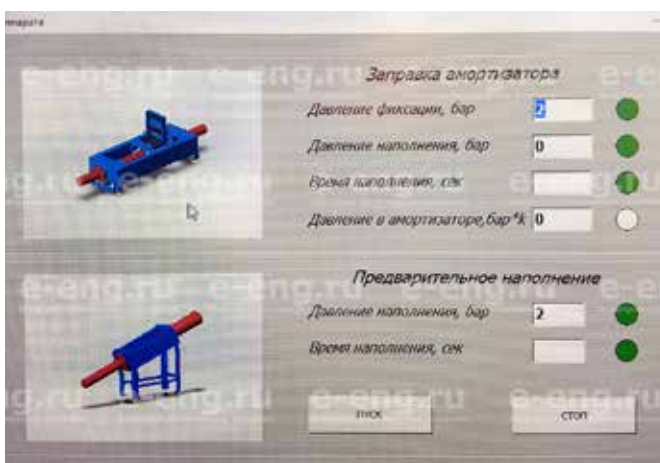 Заправка амортизатора
Давление фиксации, бар 2
Давление наполнения, бар 0
Время наполнения, сек
Давление в амортизаторе,бар*k 0
Предварительное наполнение
Давление наполнения, бар 2
Время наполнения, сек
пуск
стоп
e-eng.ru